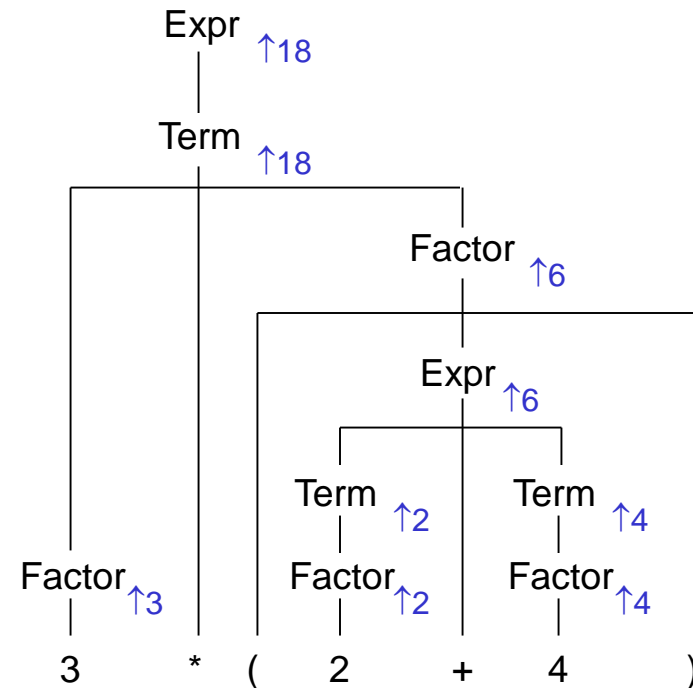 Expr ↑18
Term ↑18
Factor ↑6
Expr ↑6
Term ↑2 Term ↑4
Factor ↑3 Factor ↑2 Factor ↑4
3 * ( 2 + 4 )